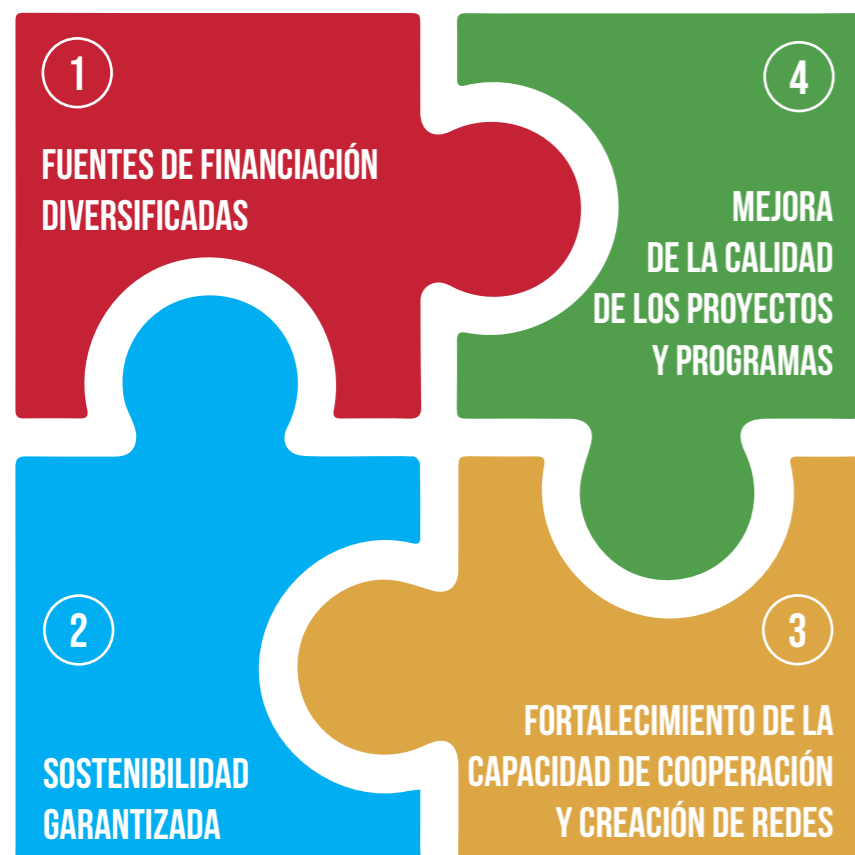 1
FUENTES DE FINANCIACIÓN
DIVERSIFICADAS
2
SOSTENIBILIDAD
GARANTIZADA
3
FORTALECIMIENTO DE LA
CAPACIDAD DE COOPERACIÓN
Y CREACIÓN DE REDES
4
MEJORA
DE LA CALIDAD
DE LOS PROYECTOS
Y PROGRAMAS